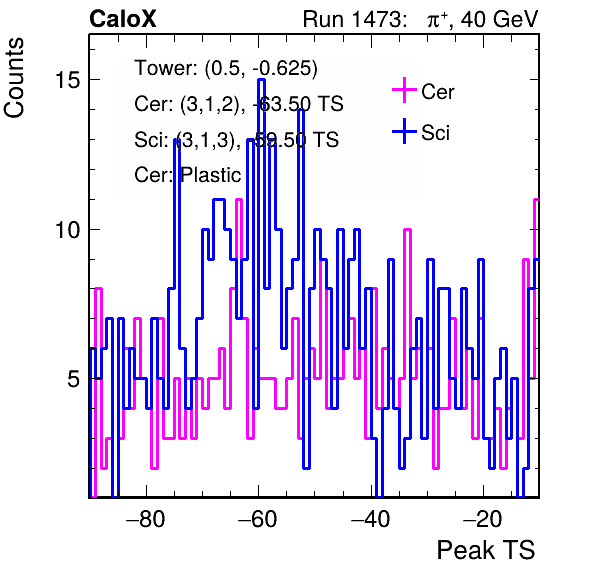 CaloX Run 1473: π+, 40 GeV
Counts
Tower: (0.5, -0.625)
Cer: (3,1,2), -63.50 TS
Sci: (3,1,3), -59.50 TS
Cer: Plastic
Cer
Sci
15
10
5
−80 −60 −40 −20
Peak TS